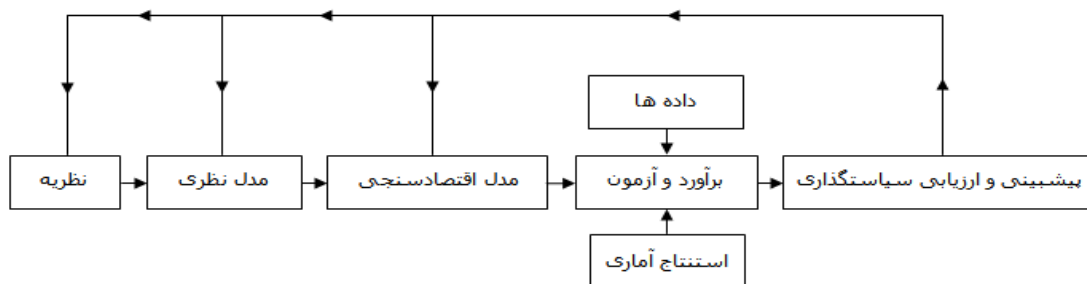 داده ها
نظریه
مدل نظری
مدل اقتصادسنجی
برآورد و آزمون
پیشبینی و ارزیابی سیاستگذاری
استنتاج آماری